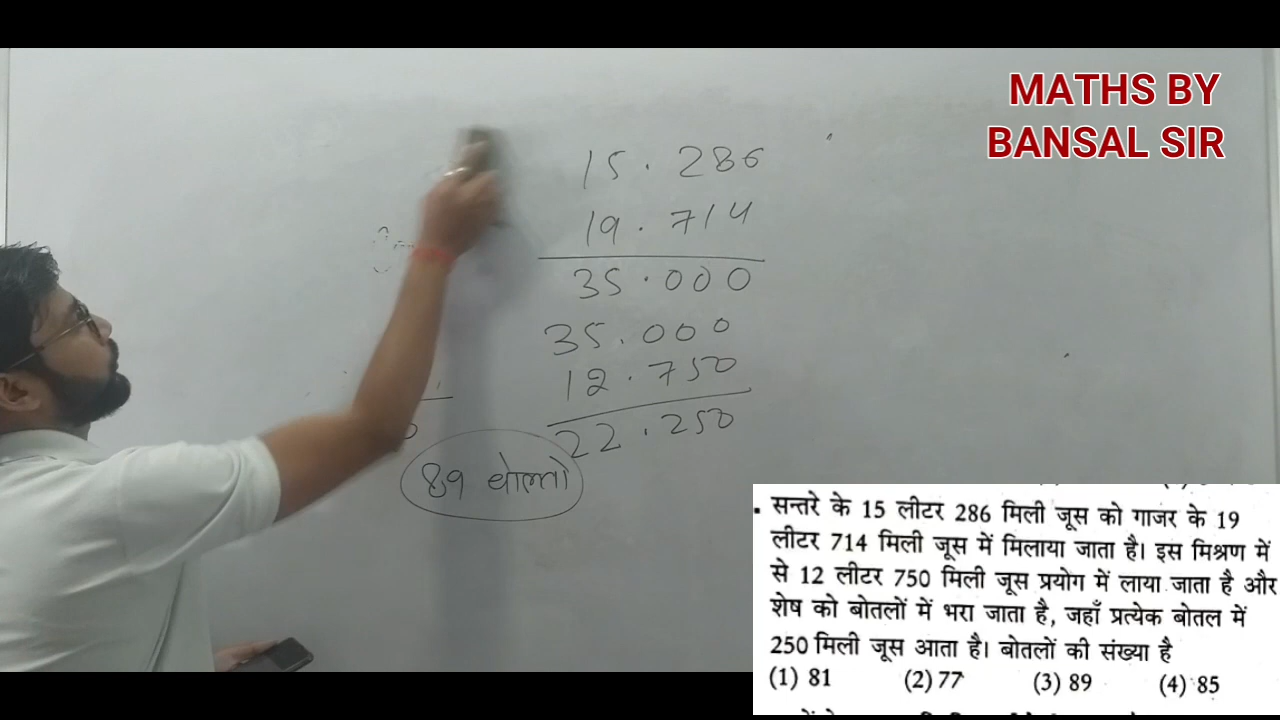 MATHS BY
BANSAL SIR
15.286
19.714
35.000
35.000
12.750
22.250
89
सन्तरे के 15 लीटर 286 मिली जूस को गाजर के 19
लीटर 714 मिली जूस में मिलाया जाता है। इस मिश्रण में
से 12 लीटर 750 मिली जूस प्रयोग में लाया जाता है और
शेष को बोतलों में भरा जाता है, जहाँ प्रत्येक बोतल में
250 मिली जूस आता है। बोतलों की संख्या है
(1) 81 (2) 77 (3) 89 (4) 85